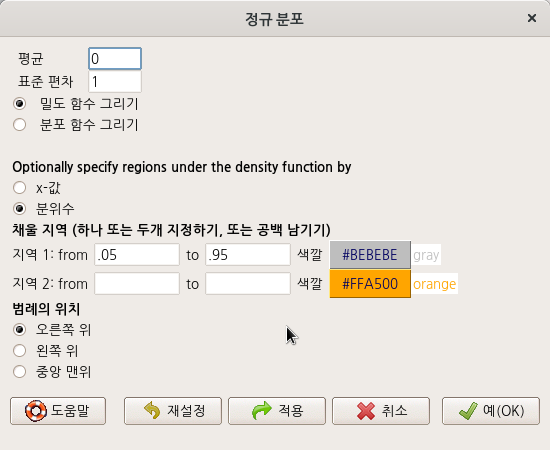 정규 분포
평균 0
표준 편차 1
밀도 함수 그리기
분포 함수 그리기
Optionally specify regions under the density function by
x-값
분위수
채울 지역 (하나 또는 두개 지정하기, 또는 공백 남기기)
지역 1: from .05 to .95 색깔 #BEBEBE gray
지역 2: from to 색깔 #FFA500 orange
범례의 위치
오른쪽 위
왼쪽 위
중앙 맨위
도움말 재설정 적용 취소 예(OK)